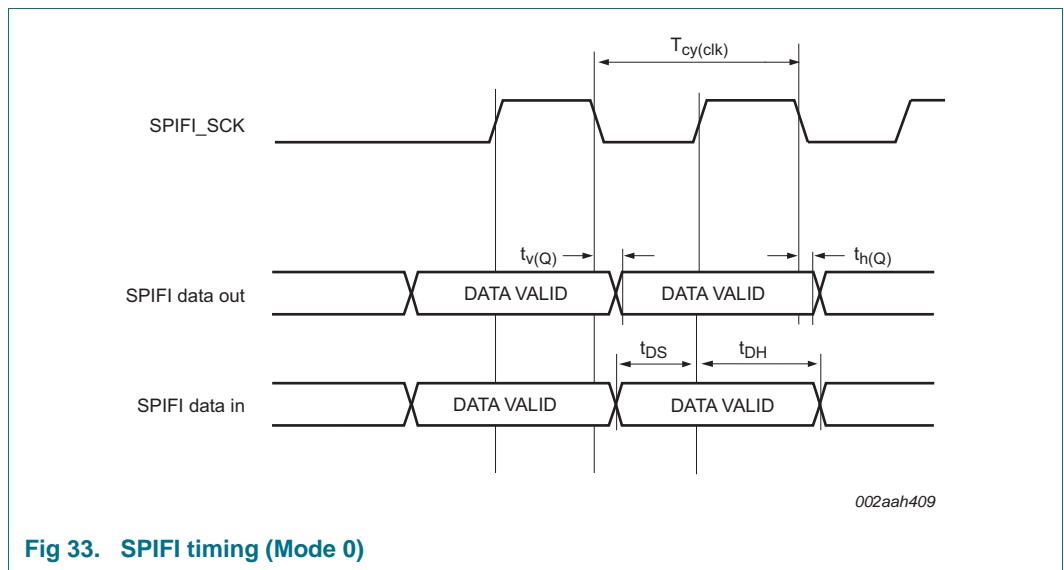 Tcy(clk)
SPIFI_SCK
tv(Q)
th(Q)
SPIFI data out
DATA VALID
DATA VALID
tDS
tDH
SPIFI data in
DATA VALID
DATA VALID
002aah409
Fig 33. SPIFI timing (Mode 0)